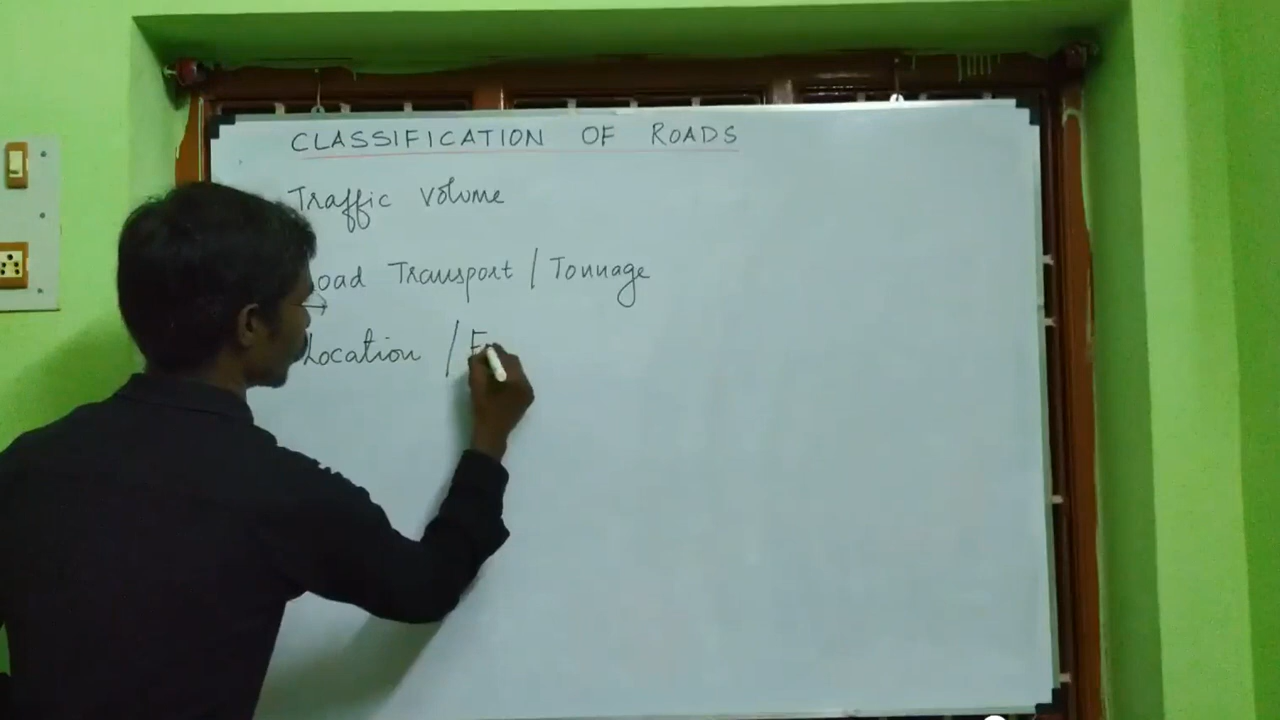 CLASSIFICATION OF ROADS
Traffic Volume
oad Transport / Tonnage
Location / F